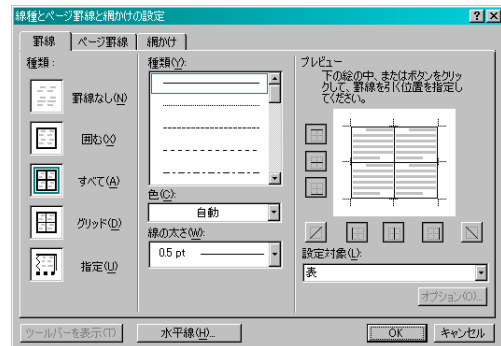 線種とページ罫線と網かけの設定
罫線
ページ罫線
網かけ
種類:
罫線なし(N)
囲む(X)
すべて(A)
グリッド(D)
指定(U)
種類(Y):
色(C):
自動
線の太さ(W):
0.5 pt
プレビュー
下の絵の中、またはボタンをクリッ
クして、罫線を引く位置を指定し
てください。
設定対象(L):
表
オプション(O)...
ツールバーを表示(T)
水平線(H)...
OK
キャンセル